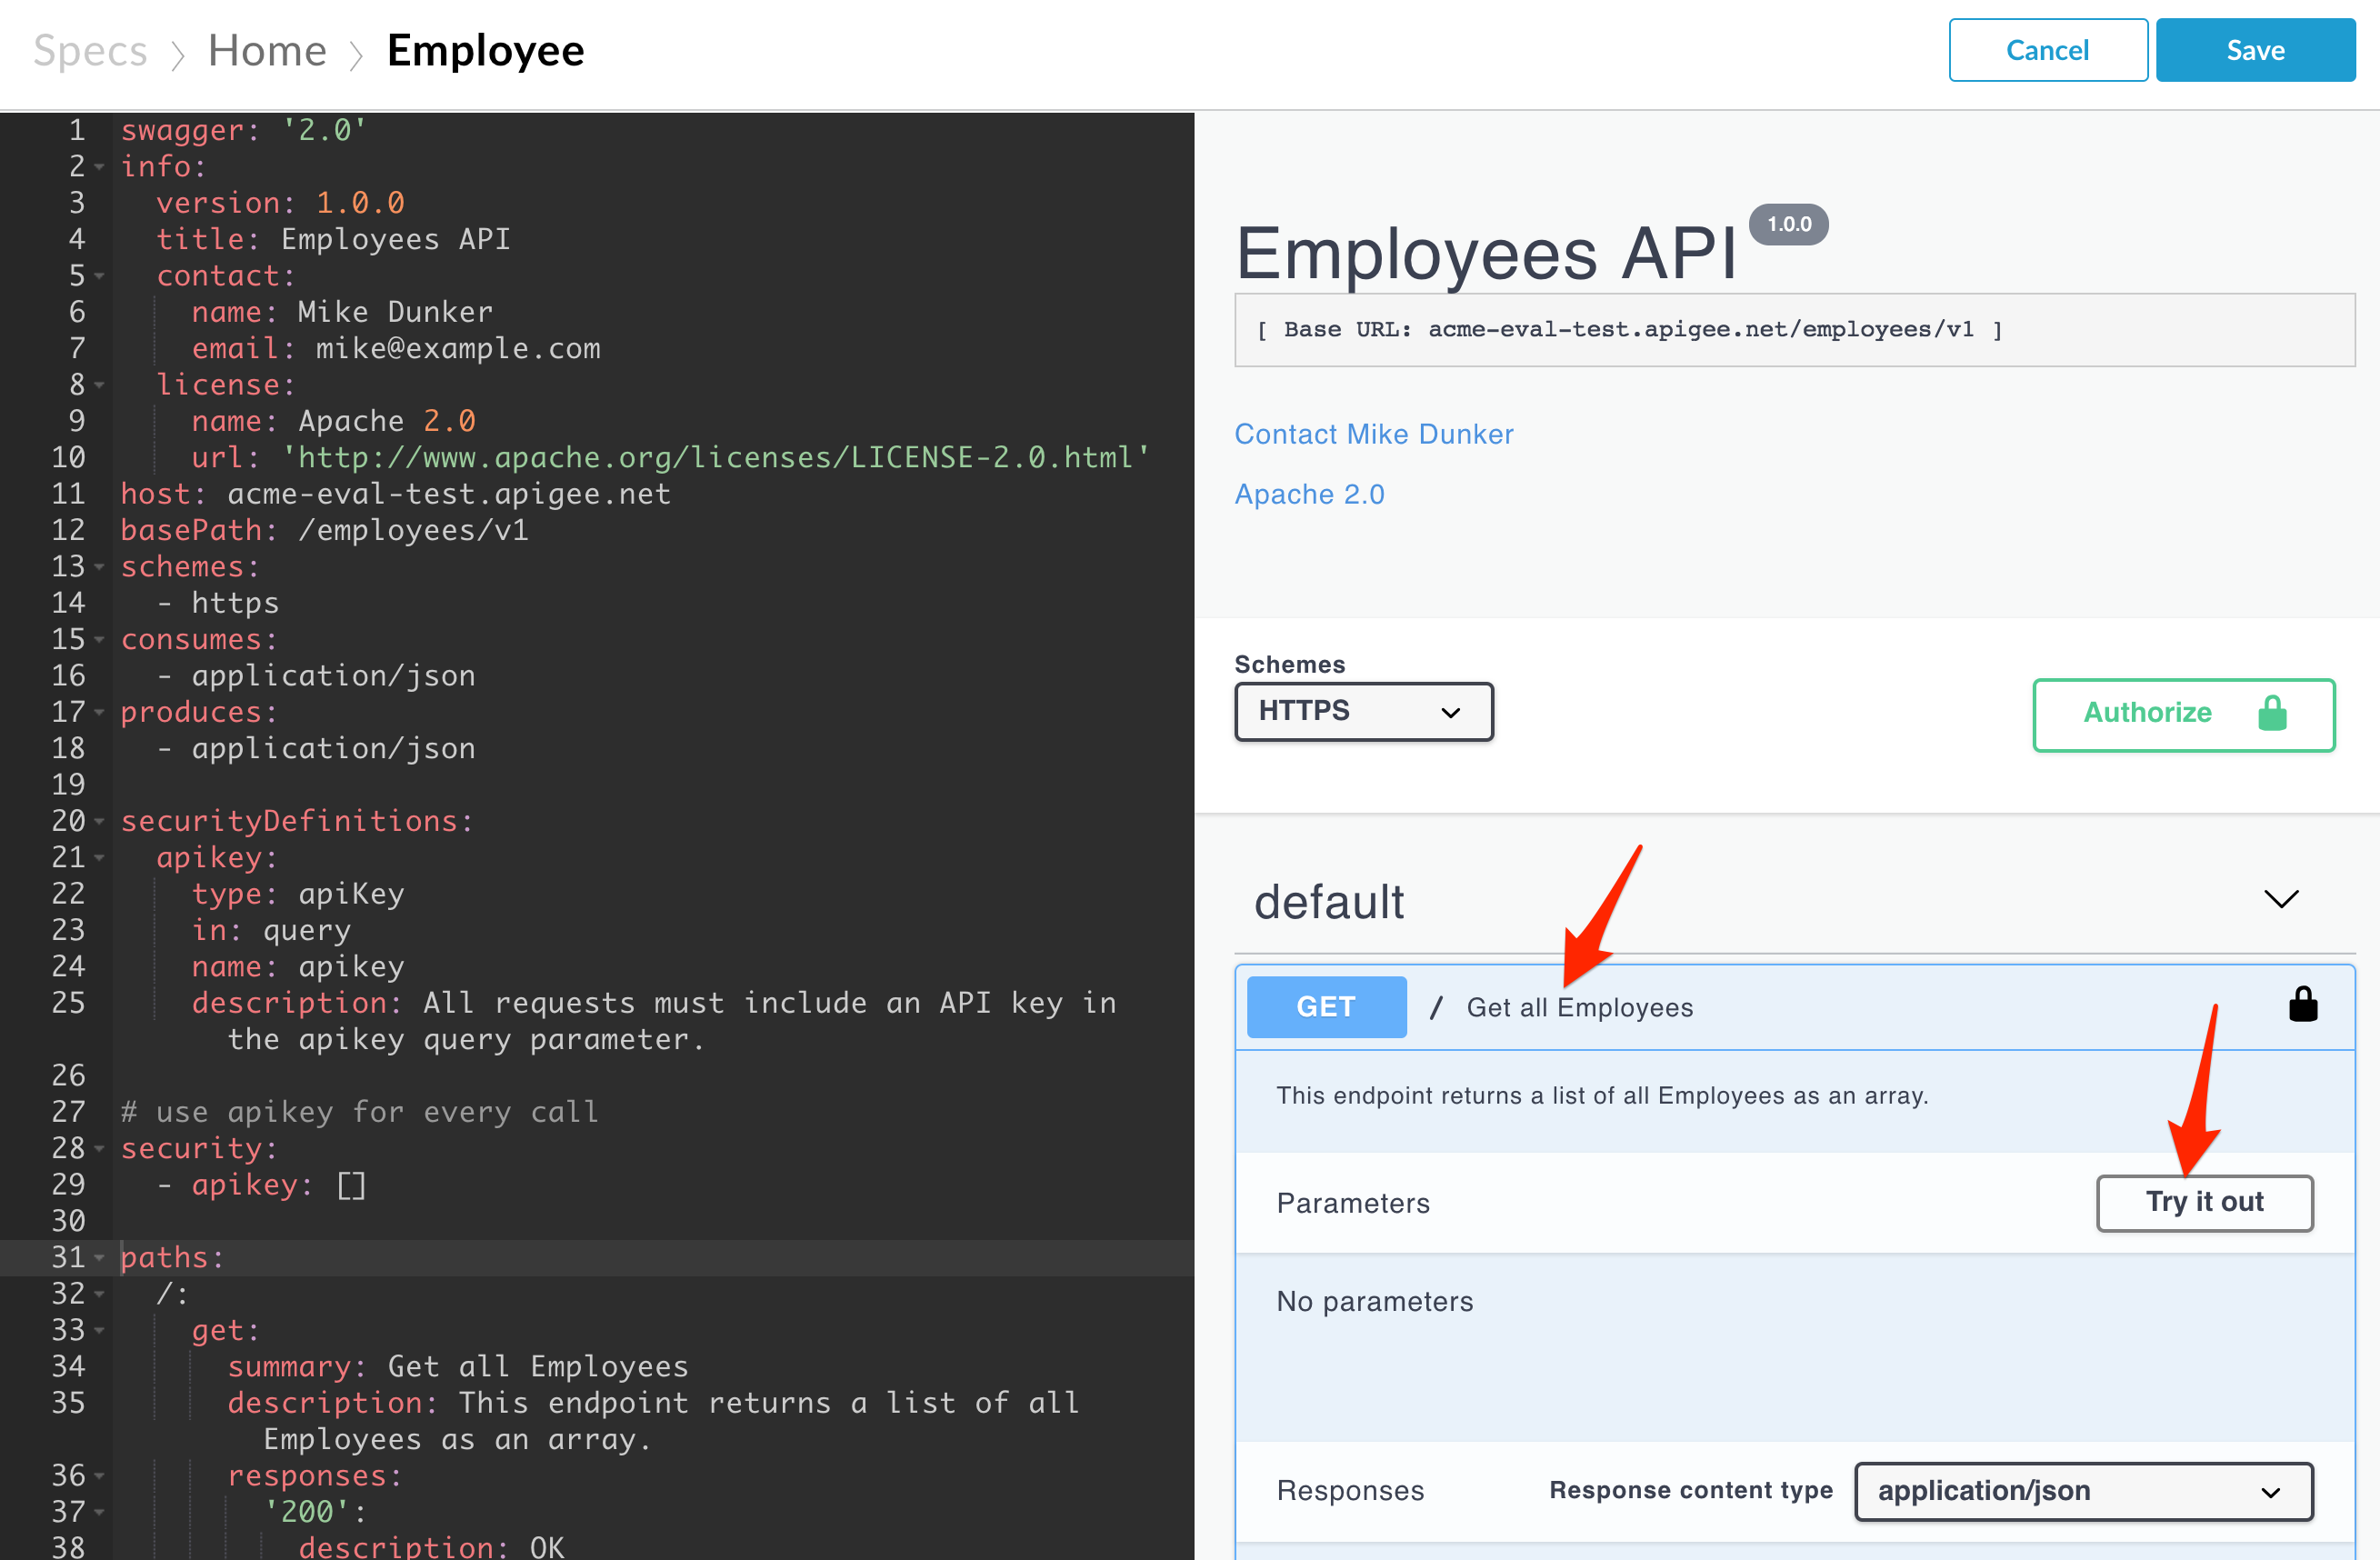 Specs > Home > Employee
Cancel
Save
1 swagger: '2.0'
2 info:
3 version: 1.0.0
4 title: Employees API
5 contact:
6 name: Mike Dunker
7 email: mike@example.com
8 license:
9 name: Apache 2.0
10 url: 'http://www.apache.org/licenses/LICENSE-2.0.html'
11 host: acme-eval-test.apigee.net
12 basePath: /employees/v1
13 schemes:
14 - https
15 consumes:
16 - application/json
17 produces:
18 - application/json
19
20 securityDefinitions:
21 apikey:
22 type: apiKey
23 in: query
24 name: apikey
25 description: All requests must include an API key in
the apikey query parameter.
26
27 # use apikey for every call
28 security:
29 - apikey: []
30
31 paths:
32 /:
33 get:
34 summary: Get all Employees
35 description: This endpoint returns a list of all
Employees as an array.
36 responses:
37 '200':
38 description: OK
Employees API 1.0.0
[ Base URL: acme-eval-test.apigee.net/employees/v1 ]
Contact Mike Dunker
Apache 2.0
Schemes
HTTPS
Authorize
default
GET / Get all Employees
This endpoint returns a list of all Employees as an array.
Parameters
Try it out
No parameters
Responses
Response content type
application/json